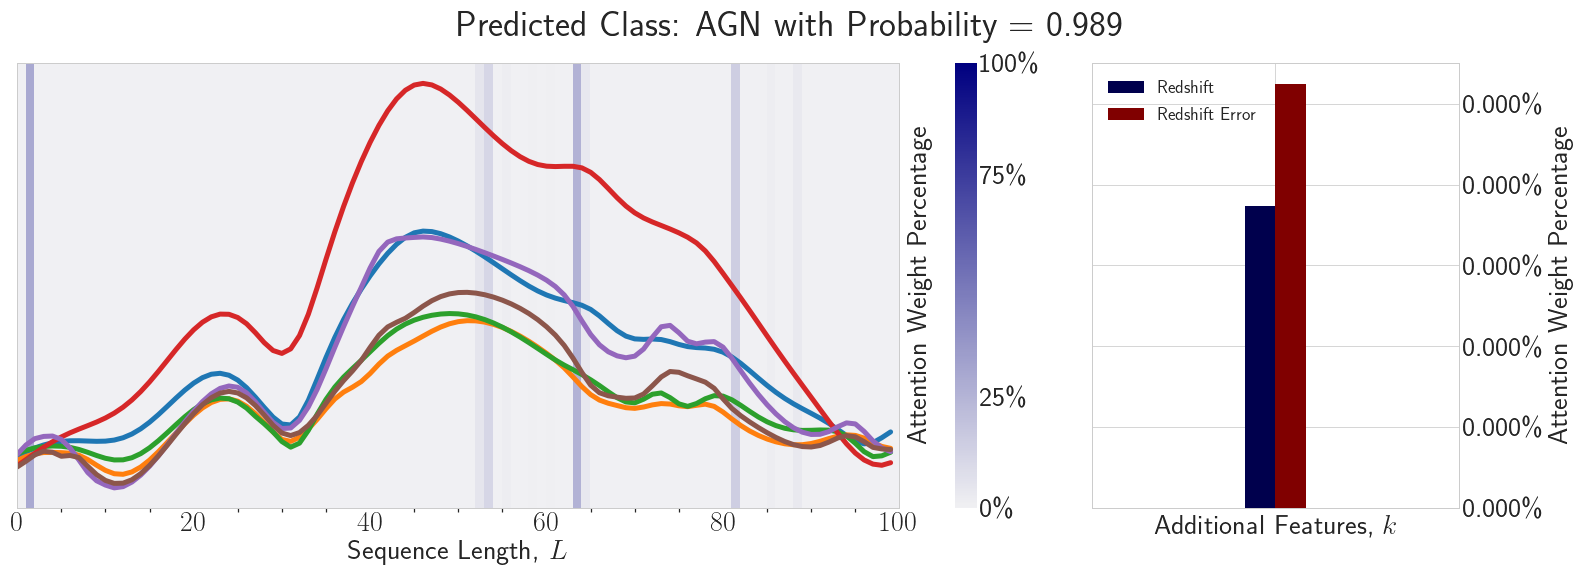 Predicted Class: AGN with Probability = 0.989
0
20
40
60
80
100
Sequence Length, L
100%
75%
25%
0%
Attention Weight Percentage
Redshift
Redshift Error
0.000%
0.000%
0.000%
0.000%
0.000%
0.000%
Attention Weight Percentage
Additional Features, k